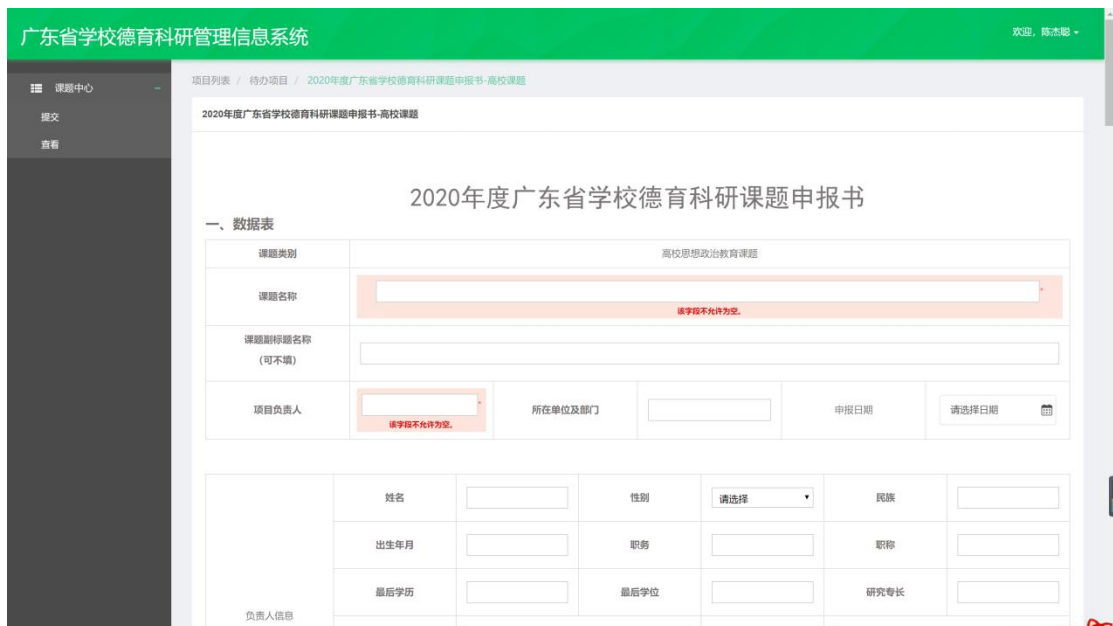 广东省学校德育科研管理信息系统
欢迎，陈杰聪
课题中心
提交
查看
项目列表 / 待办项目 / 2020年度广东省学校德育科研课题申报书-高校课题
2020年度广东省学校德育科研课题申报书-高校课题
2020年度广东省学校德育科研课题申报书
一、数据表
课题类别 高校思想政治教育课题
课题名称 *
该字段不允许为空。
课题副标题名称
（可不填）
项目负责人 * 所在单位及部门 申报日期 请选择日期
该字段不允许为空。
姓名 性别 请选择 民族
出生年月 职务 职称
最后学历 最后学位 研究专长
负责人信息